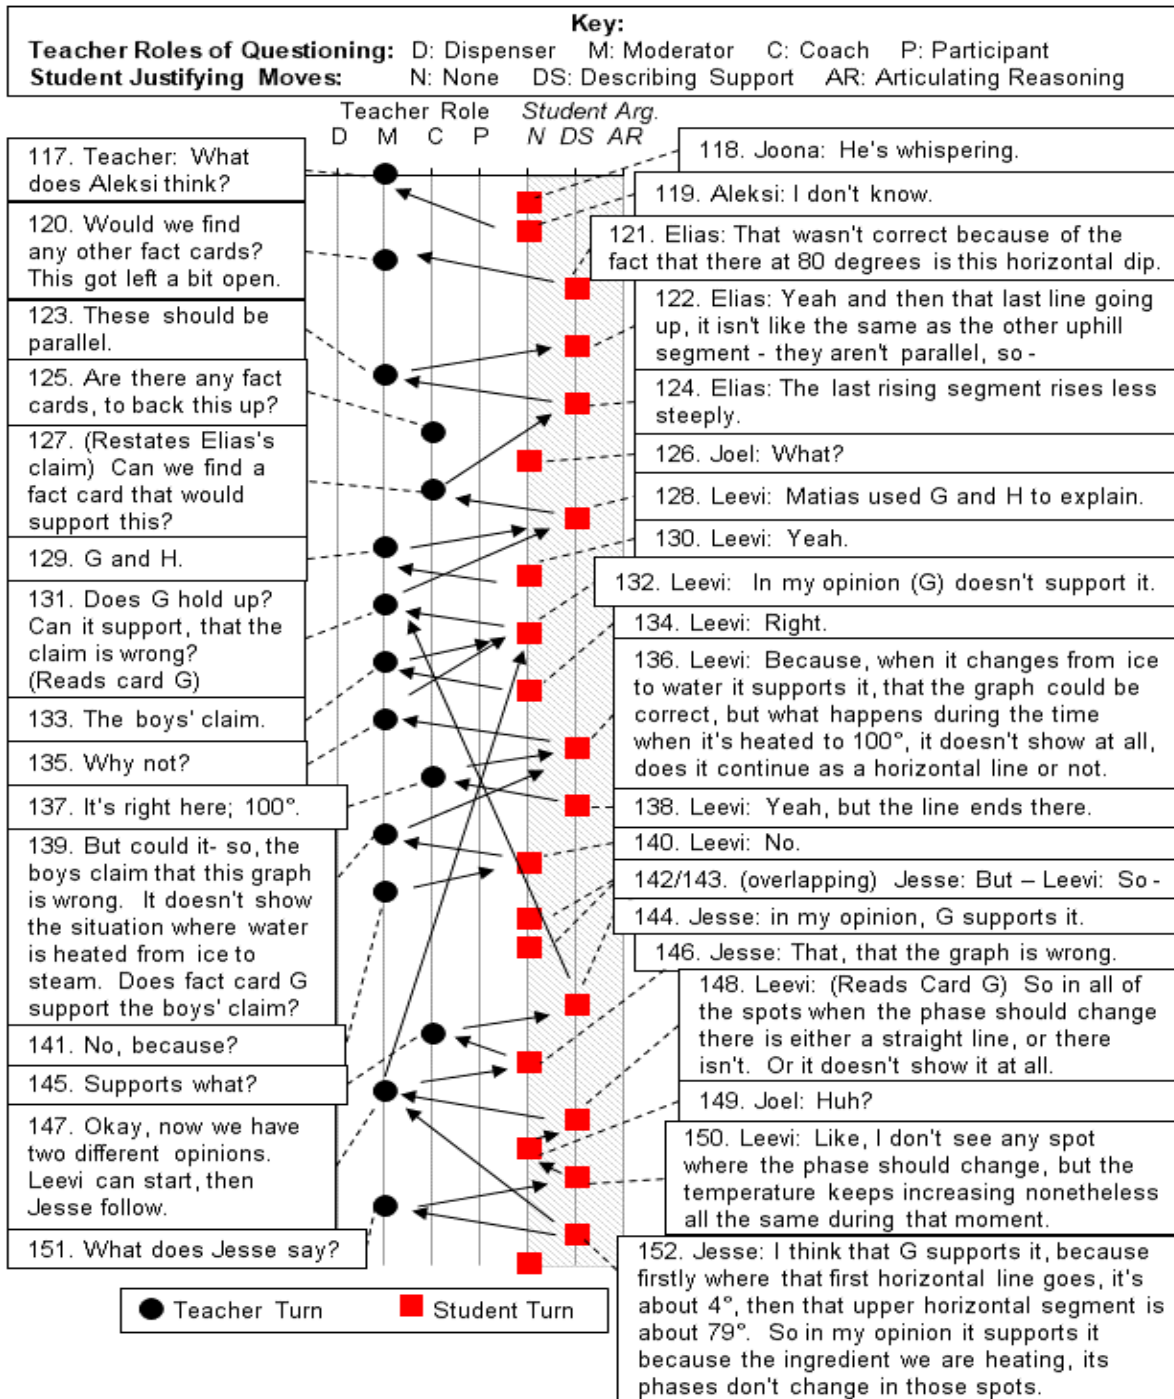 Key:
Teacher Roles of Questioning: D: Dispenser M: Moderator C: Coach P: Participant
Student Justifying Moves: N: None DS: Describing Support AR: Articulating Reasoning
Teacher Role Student Arg.
D M C P N DS AR
117. Teacher: What
does Aleksi think?
120. Would we find
any other fact cards?
This got left a bit open.
123. These should be
parallel.
125. Are there any fact
cards, to back this up?
127. (Restates Elias's
claim) Can we find a
fact card that would
support this?
129. G and H.
131. Does G hold up?
Can it support, that the
claim is wrong?
(Reads card G)
133. The boys' claim.
135. Why not?
137. It's right here; 100°.
139. But could it- so, the
boys claim that this graph
is wrong. It doesn't show
the situation where water
is heated from ice to
steam. Does fact card G
support the boys' claim?
141. No, because?
145. Supports what?
147. Okay, now we have
two different opinions.
Leevi can start, then
Jesse follow.
151. What does Jesse say?
118. Joona: He's whispering.
119. Aleksi: I don't know.
121. Elias: That wasn't correct because of the
fact that there at 80 degrees is this horizontal dip.
122. Elias: Yeah and then that last line going
up, it isn't like the same as the other uphill
segment - they aren't parallel, so -
124. Elias: The last rising segment rises less
steeply.
126. Joel: What?
128. Leevi: Matias used G and H to explain.
130. Leevi: Yeah.
132. Leevi: In my opinion (G) doesn't support it.
134. Leevi: Right.
136. Leevi: Because, when it changes from ice
to water it supports it, that the graph could be
correct, but what happens during the time
when it's heated to 100°, it doesn't show at all,
does it continue as a horizontal line or not.
138. Leevi: Yeah, but the line ends there.
140. Leevi: No.
142/143. (overlapping) Jesse: But – Leevi: So -
144. Jesse: in my opinion, G supports it.
146. Jesse: That, that the graph is wrong.
148. Leevi: (Reads Card G) So in all of
the spots when the phase should change
there is either a straight line, or there
isn't. Or it doesn't show it at all.
149. Joel: Huh?
150. Leevi: Like, I don't see any spot
where the phase should change, but the
temperature keeps increasing nonetheless
all the same during that moment.
152. Jesse: I think that G supports it, because
firstly where that first horizontal line goes, it's
about 4°, then that upper horizontal segment is
about 79°. So in my opinion it supports it
because the ingredient we are heating, its
phases don't change in those spots.
Teacher Turn Student Turn